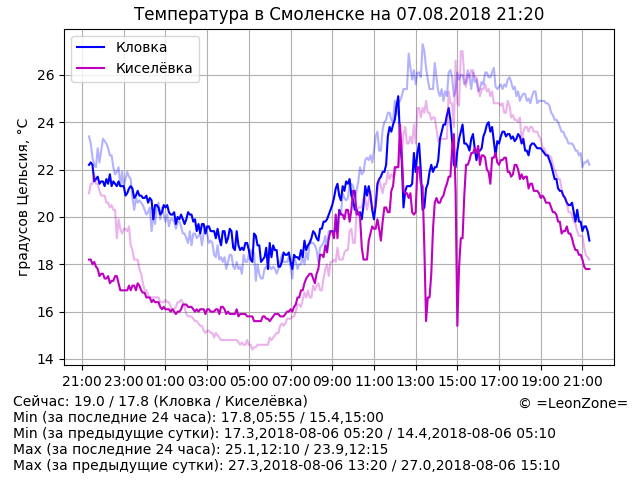 Температура в Смоленске на 07.08.2018 21:20
Кловка
Киселёвка
градусов Цельсия, °C
26
24
22
20
18
16
14
21:00 23:00 01:00 03:00 05:00 07:00 09:00 11:00 13:00 15:00 17:00 19:00 21:00
Сейчас: 19.0 / 17.8 (Кловка / Киселёвка)
© =LeonZone=
Min (за последние 24 часа): 17.8,05:55 / 15.4,15:00
Min (за предыдущие сутки): 17.3,2018-08-06 05:20 / 14.4,2018-08-06 05:10
Max (за последние 24 часа): 25.1,12:10 / 23.9,12:15
Max (за предыдущие сутки): 27.3,2018-08-06 13:20 / 27.0,2018-08-06 15:10